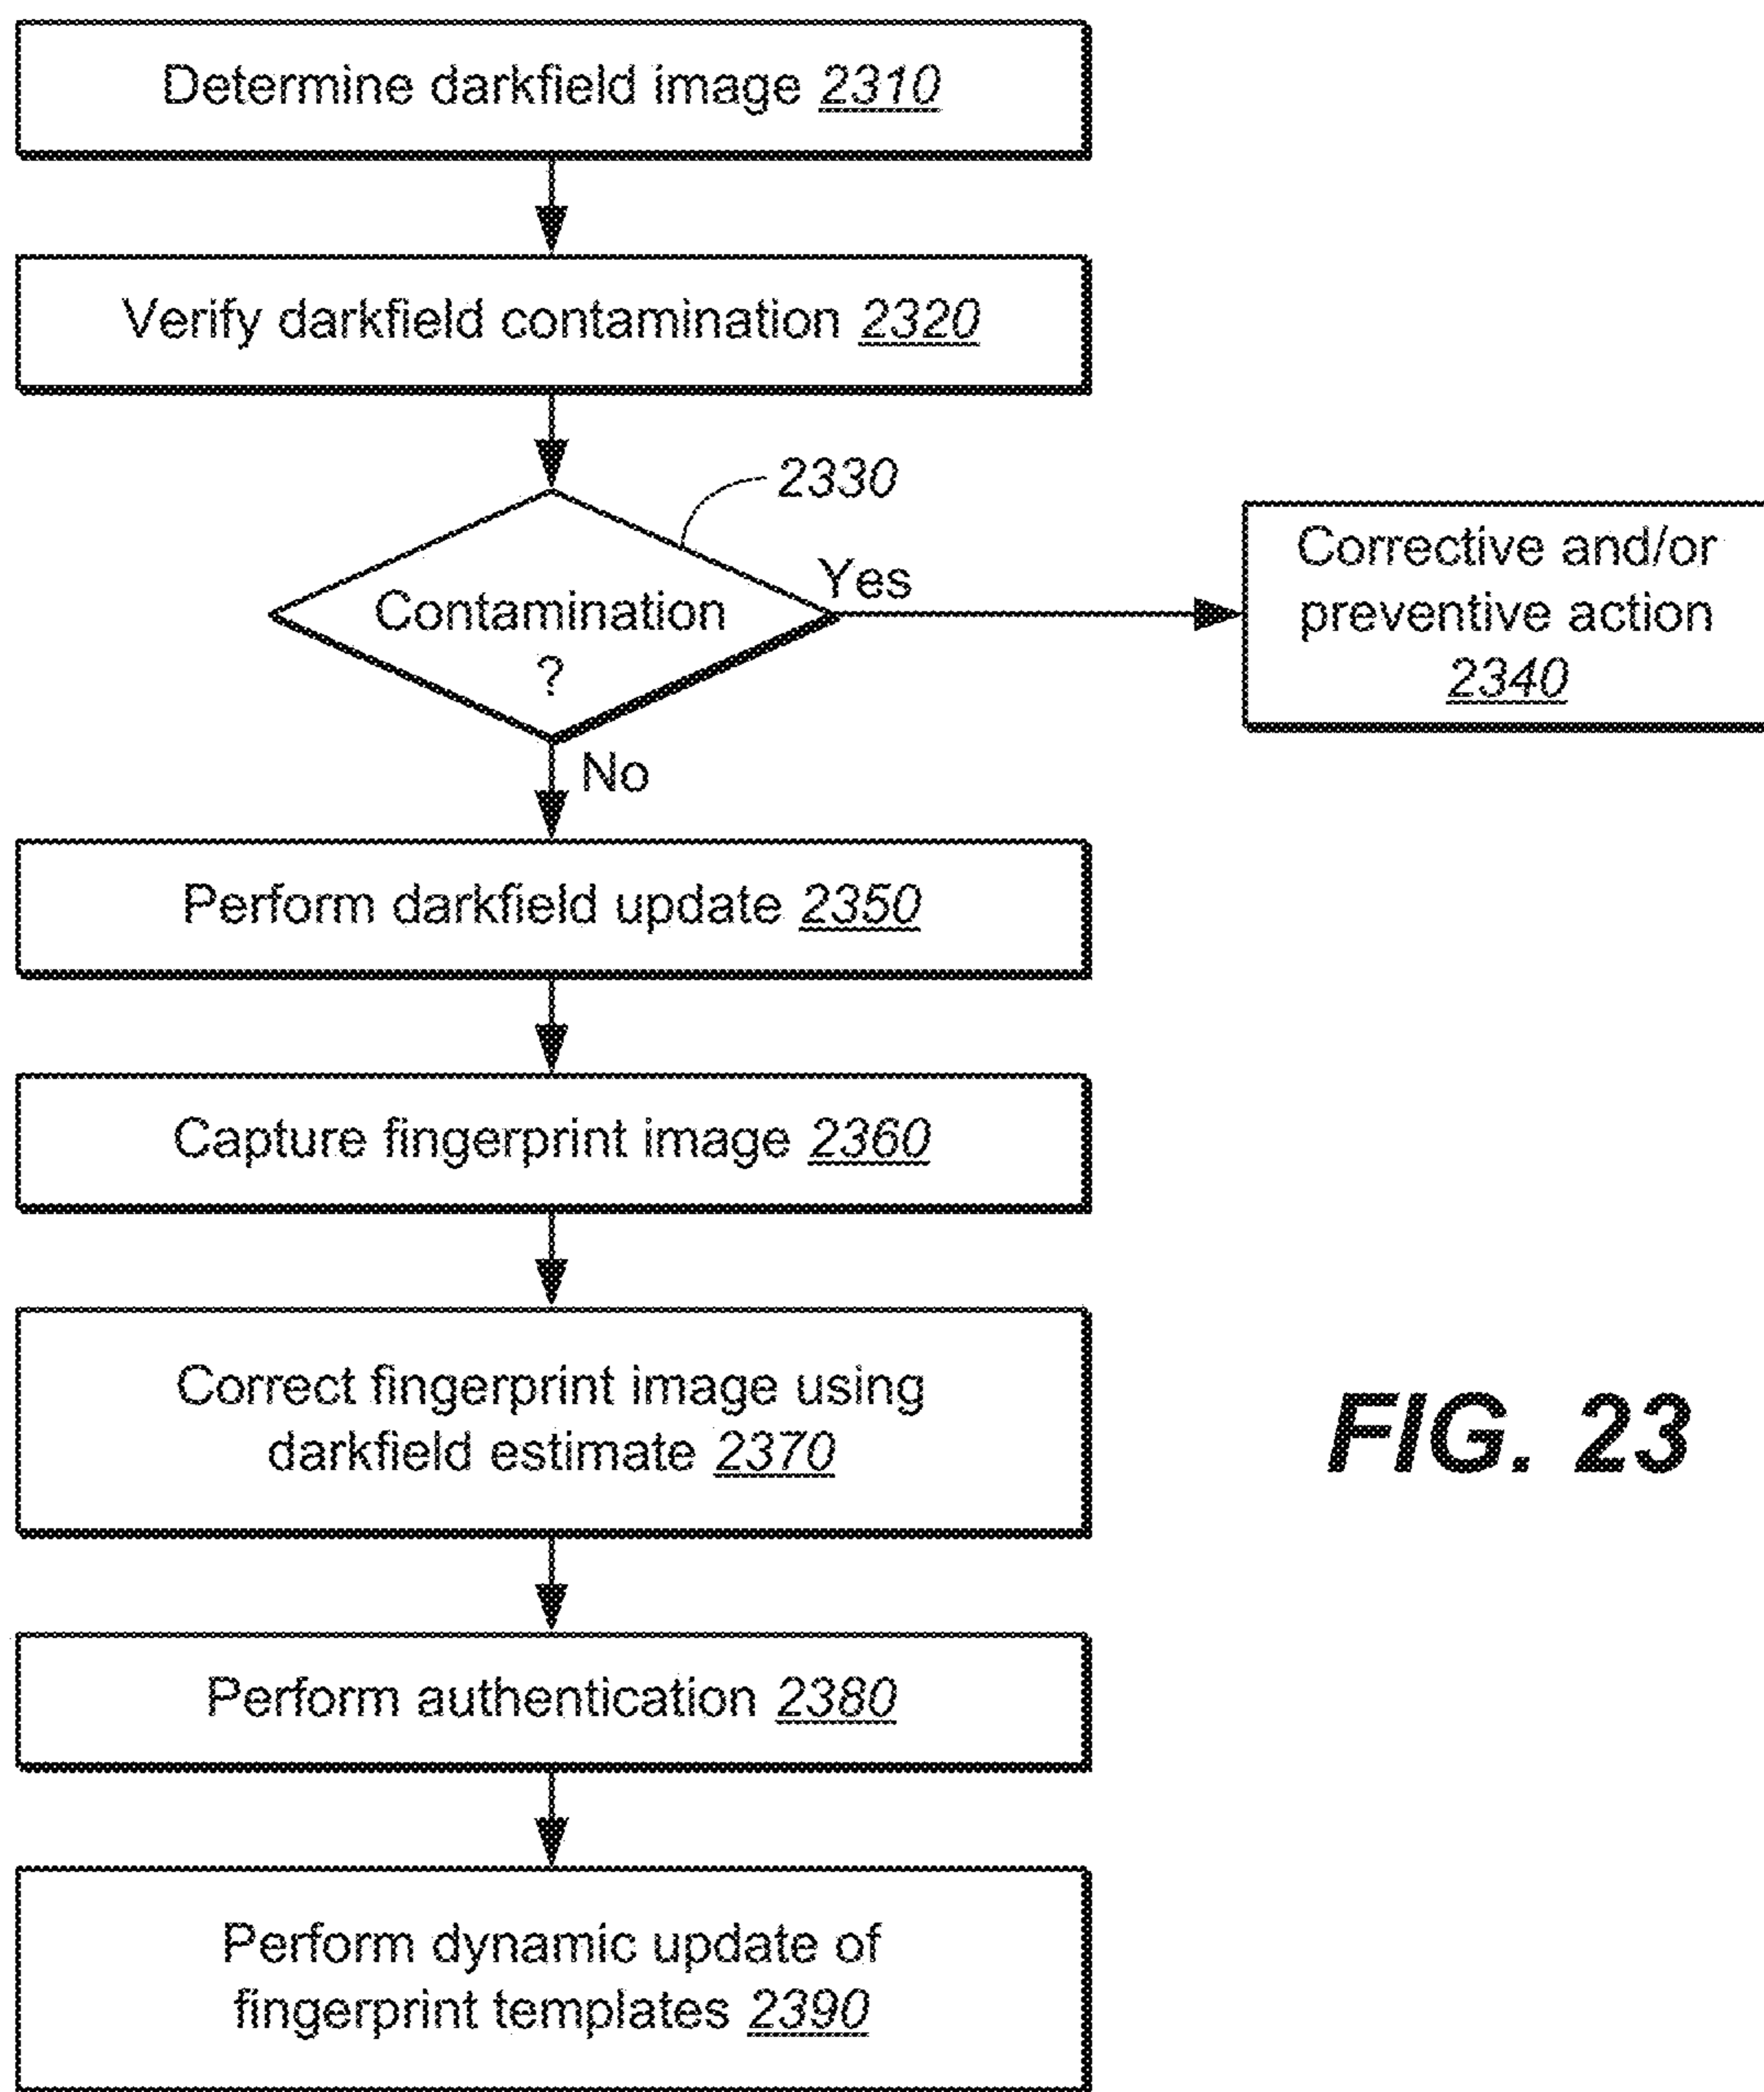 Determine darkfield image 2310
Verify darkfield contamination 2320
2330
Contamination
?
Yes
Corrective and/or
preventive action
2340
No
Perform darkfield update 2350
Capture fingerprint image 2360
Correct fingerprint image using
darkfield estimate 2370
FIG. 23
Perform authentication 2380
Perform dynamic update of
fingerprint templates 2390